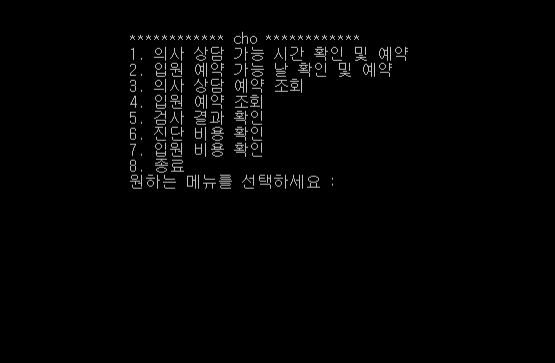 ************ cho ************
1. 의사 상담 가능 시간 확인 및 예약
2. 입원 예약 가능 날 확인 및 예약
3. 의사 상담 예약 조회
4. 입원 예약 조회
5. 검사 결과 확인
6. 진단 비용 확인
7. 입원 비용 확인
8. 종료
원하는 메뉴를 선택하세요 :